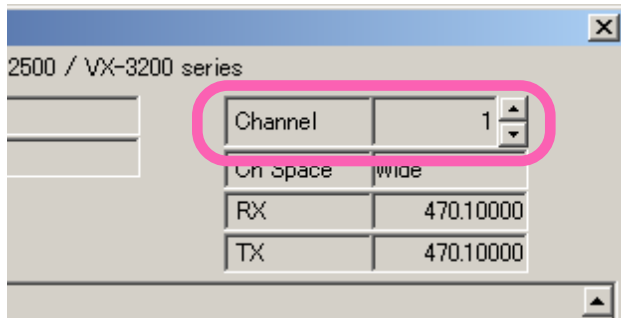 2500 / VX-3200 series
Channel 1
Ch Space Wide
RX 470.10000
TX 470.10000